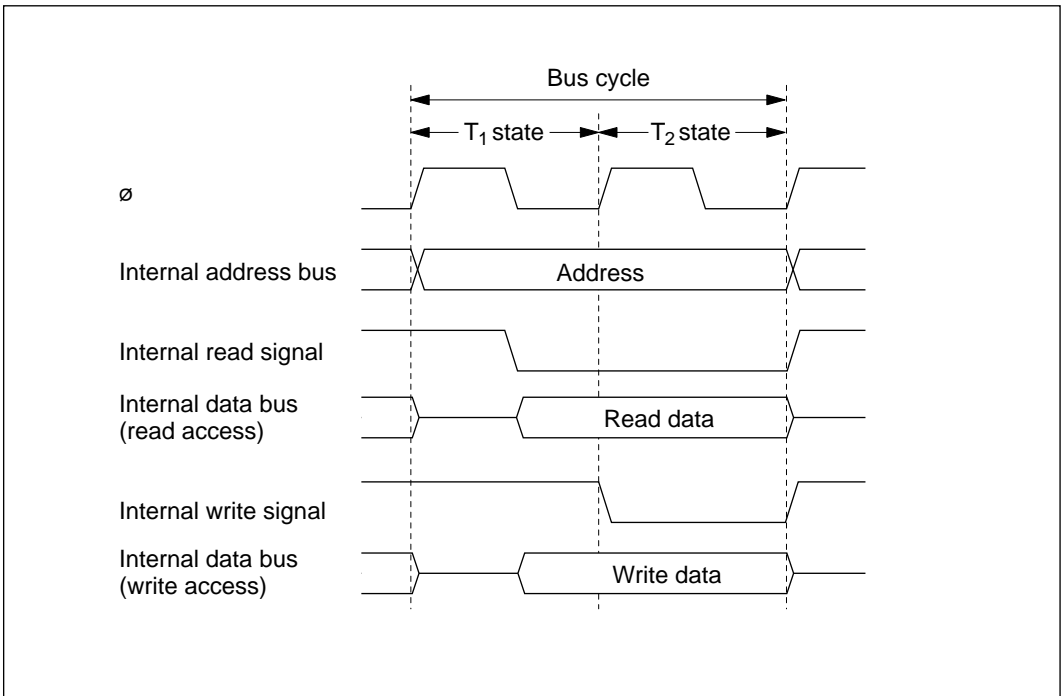 Bus cycle
T1 state
T2 state
ø
Internal address bus
Address
Internal read signal
Internal data bus
(read access)
Read data
Internal write signal
Internal data bus
(write access)
Write data